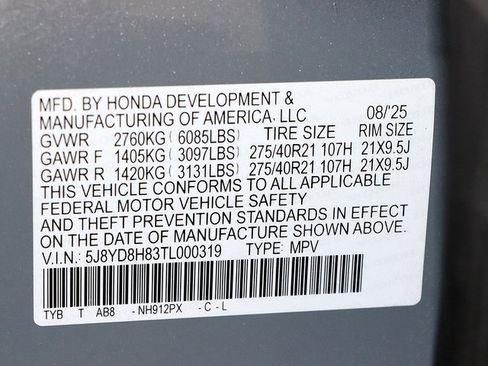 MFD. BY HONDA DEVELOPMENT &
MANUFACTURING OF AMERICA, LLC 08/'25
GVWR 2760KG ( 6085LBS) TIRE SIZE RIM SIZE
GAWR F 1405KG ( 3097LBS) 275/40R21 107H 21X9.5J
GAWR R 1420KG ( 3131LBS) 275/40R21 107H 21X9.5J
THIS VEHICLE CONFORMS TO ALL APPLICABLE
FEDERAL MOTOR VEHICLE SAFETY
AND THEFT PREVENTION STANDARDS IN EFFECT
ON THE DATE OF MANUFACTURE SHOWN ABOVE.
V.I.N.: 5J8YD8H83TL000319 TYPE: MPV
TYB T AB8 - NH912PX - C - L